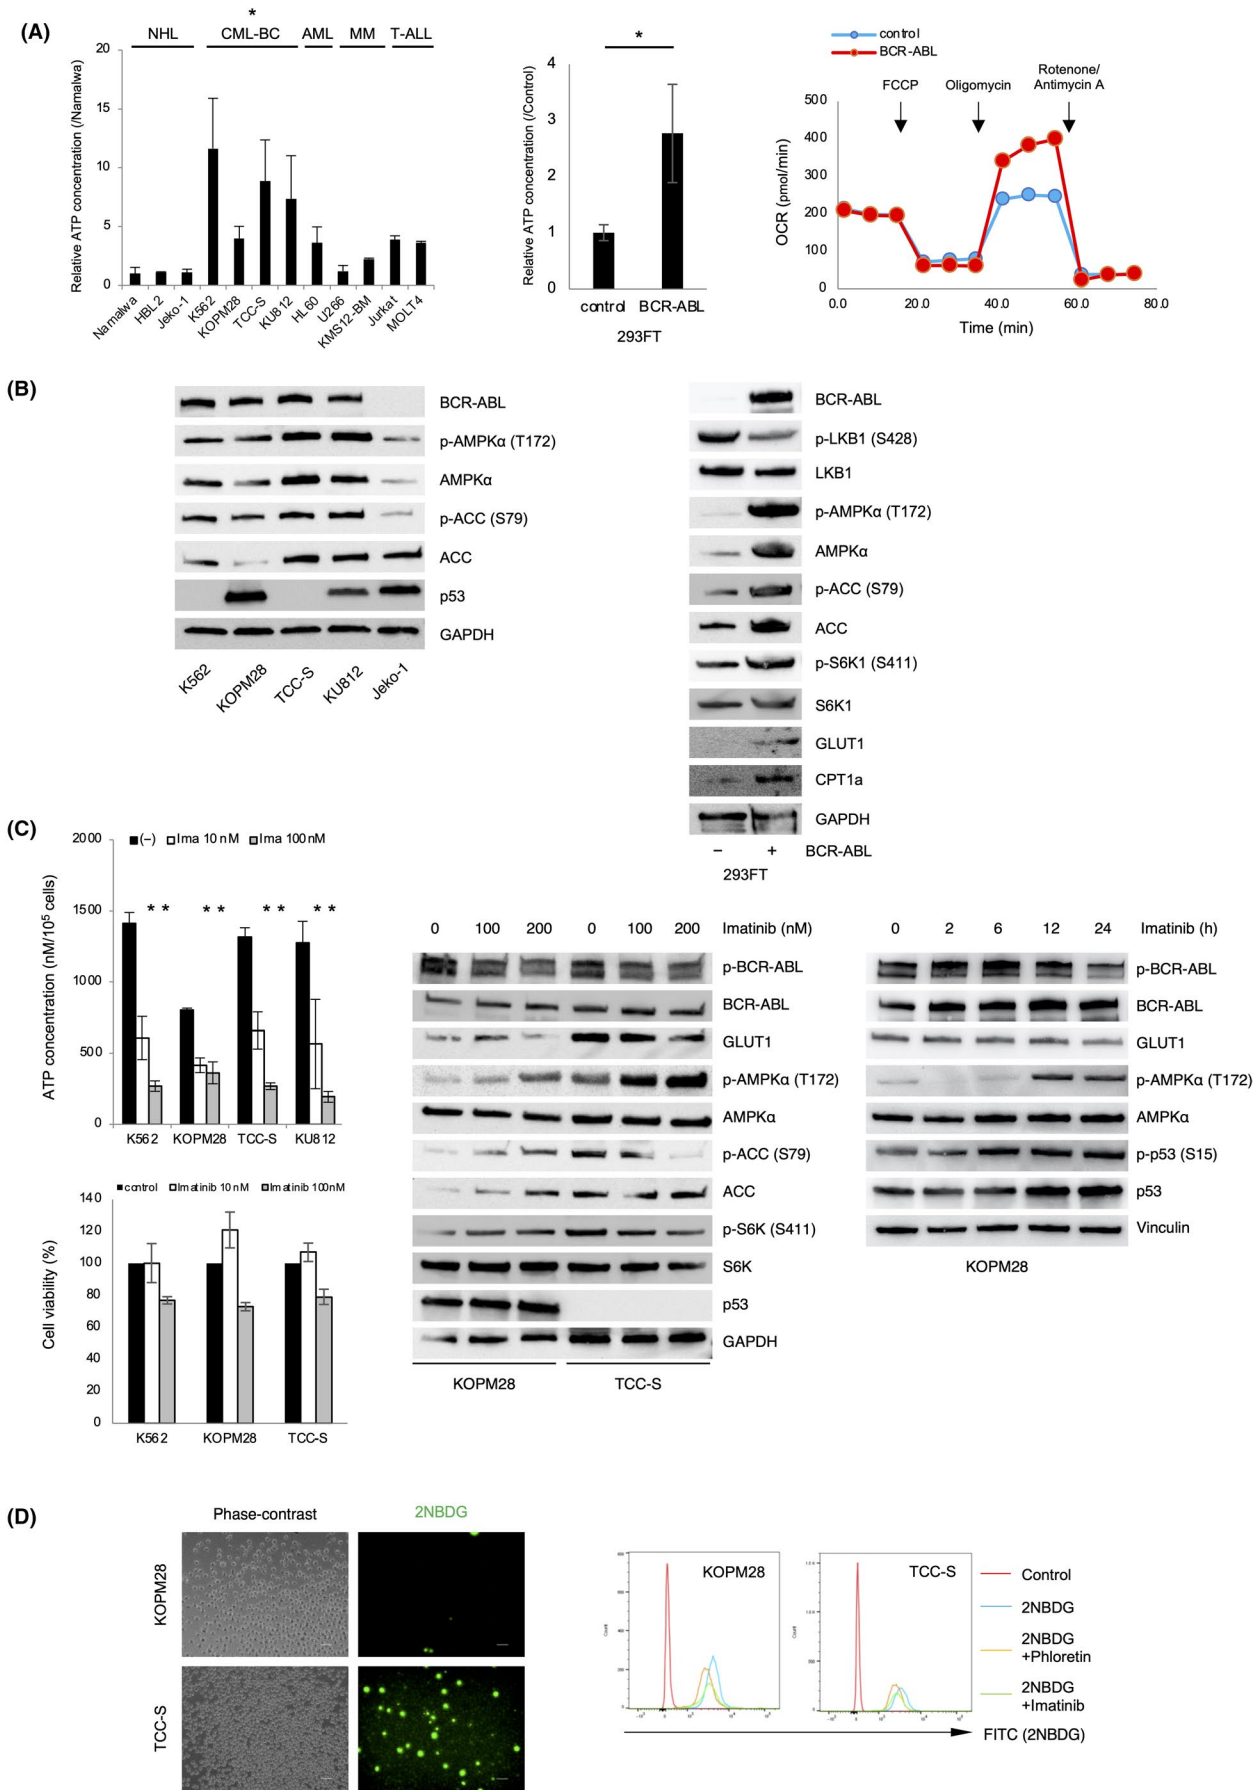 (A)
*
NHL CML-BC AML MM T-ALL
Relative ATP concentration (/Namalwa)
20
15
10
5
0
Namalwa HBL2 Jeko-1 K562 KOPM28 TCC-S KU812 HL60 U266 KMS12-BM Jurkat MOLT4
*
Relative ATP concentration (/Control)
4
3
2
1
0
control BCR-ABL
293FT
control
BCR-ABL
FCCP Oligomycin Rotenone/
Antimycin A
OCR (pmol/min)
500
400
300
200
100
0
0.0 20.0 40.0 60.0 80.0
Time (min)
(B)
BCR-ABL
p-AMPKα (T172)
AMPKα
p-ACC (S79)
ACC
p53
GAPDH
K562 KOPM28 TCC-S KU812 Jeko-1
BCR-ABL
p-LKB1 (S428)
LKB1
p-AMPKα (T172)
AMPKα
p-ACC (S79)
ACC
p-S6K1 (S411)
S6K1
GLUT1
CPT1a
GAPDH
− + BCR-ABL
293FT
(C)
(−) Ima 10 nM Ima 100 nM
ATP concentration (nM/10⁵ cells)
2000
1500
1000
500
0
* * * * * * * *
K562 KOPM28 TCC-S KU812
control Imatinib 10 nM Imatinib 100nM
Cell viability (%)
140
120
100
80
60
40
20
0
K562 KOPM28 TCC-S
0 100 200 0 100 200 Imatinib (nM)
p-BCR-ABL
BCR-ABL
GLUT1
p-AMPKα (T172)
AMPKα
p-ACC (S79)
ACC
p-S6K (S411)
S6K
p53
GAPDH
KOPM28 TCC-S
0 2 6 12 24 Imatinib (h)
p-BCR-ABL
BCR-ABL
GLUT1
p-AMPKα (T172)
AMPKα
p-p53 (S15)
p53
Vinculin
KOPM28
(D)
Phase-contrast 2NBDG
KOPM28
TCC-S
KOPM28
Count
TCC-S
Count
Control
2NBDG
2NBDG
+Phloretin
2NBDG
+Imatinib
FITC (2NBDG)